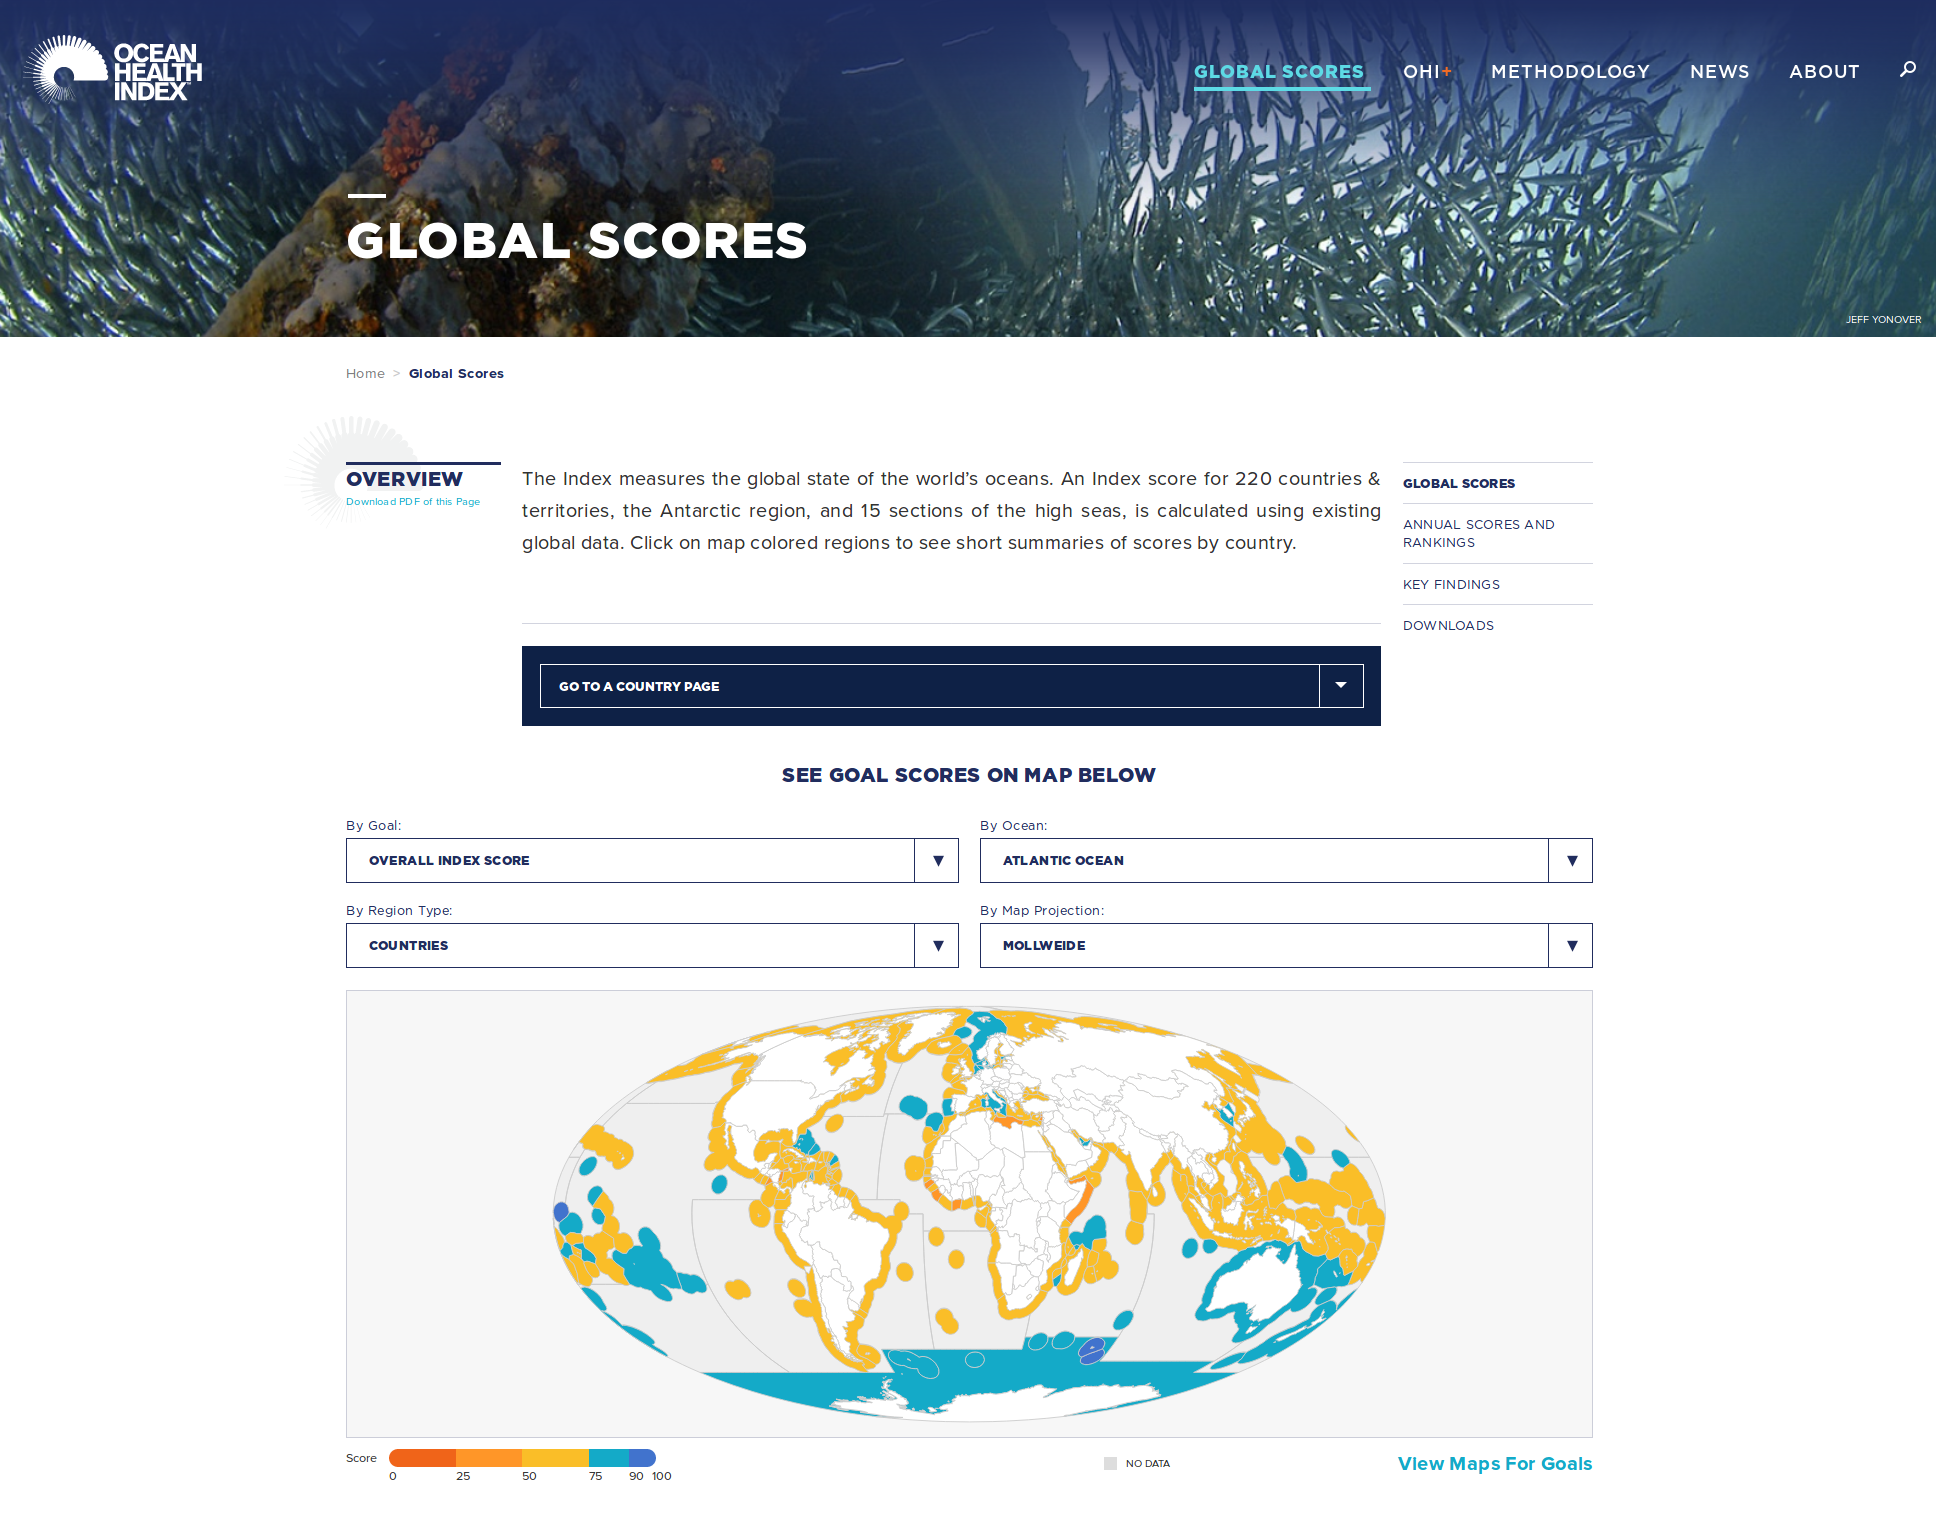 OCEAN
HEALTH
INDEX
GLOBAL SCORES
OHI+
METHODOLOGY
NEWS
ABOUT
GLOBAL SCORES
JEFF YONOVER
Home > Global Scores
OVERVIEW
Download PDF of this Page
The Index measures the global state of the world’s oceans. An Index score for 220 countries &
territories, the Antarctic region, and 15 sections of the high seas, is calculated using existing
global data. Click on map colored regions to see short summaries of scores by country.
GLOBAL SCORES
ANNUAL SCORES AND
RANKINGS
KEY FINDINGS
DOWNLOADS
GO TO A COUNTRY PAGE
SEE GOAL SCORES ON MAP BELOW
By Goal:
OVERALL INDEX SCORE
By Ocean:
ATLANTIC OCEAN
By Region Type:
COUNTRIES
By Map Projection:
MOLLWEIDE
Score
0 25 50 75 90 100
NO DATA
View Maps For Goals